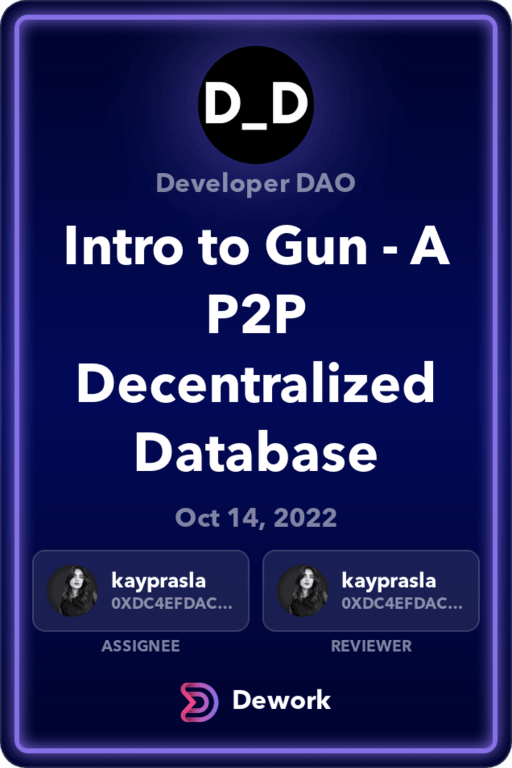 D_D
Developer DAO
Intro to Gun - A
P2P
Decentralized
Database
Oct 14, 2022
kayprasla
0XDC4EFDAC...
kayprasla
0XDC4EFDAC...
ASSIGNEE
REVIEWER
Dework